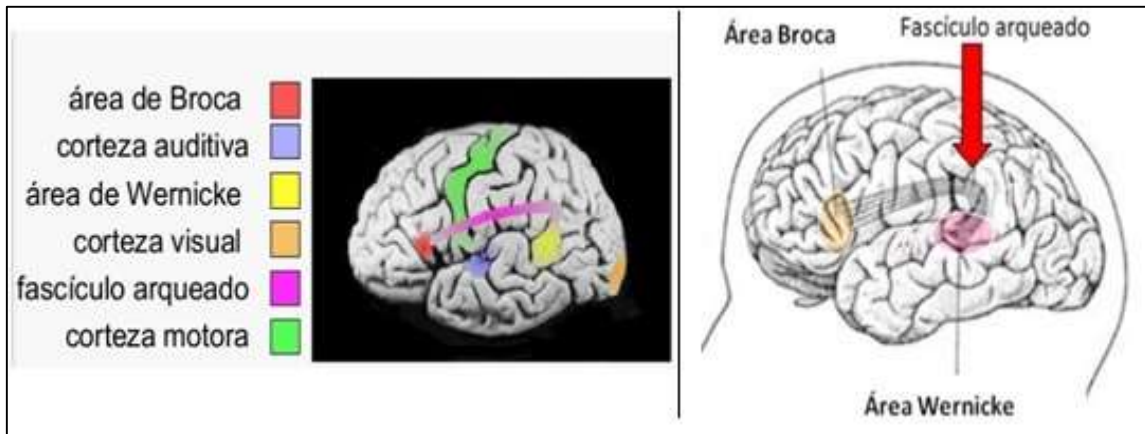 área de Broca
corteza auditiva
área de Wernicke
corteza visual
fascículo arqueado
corteza motora
Área Broca
Fascículo arqueado
Área Wernicke